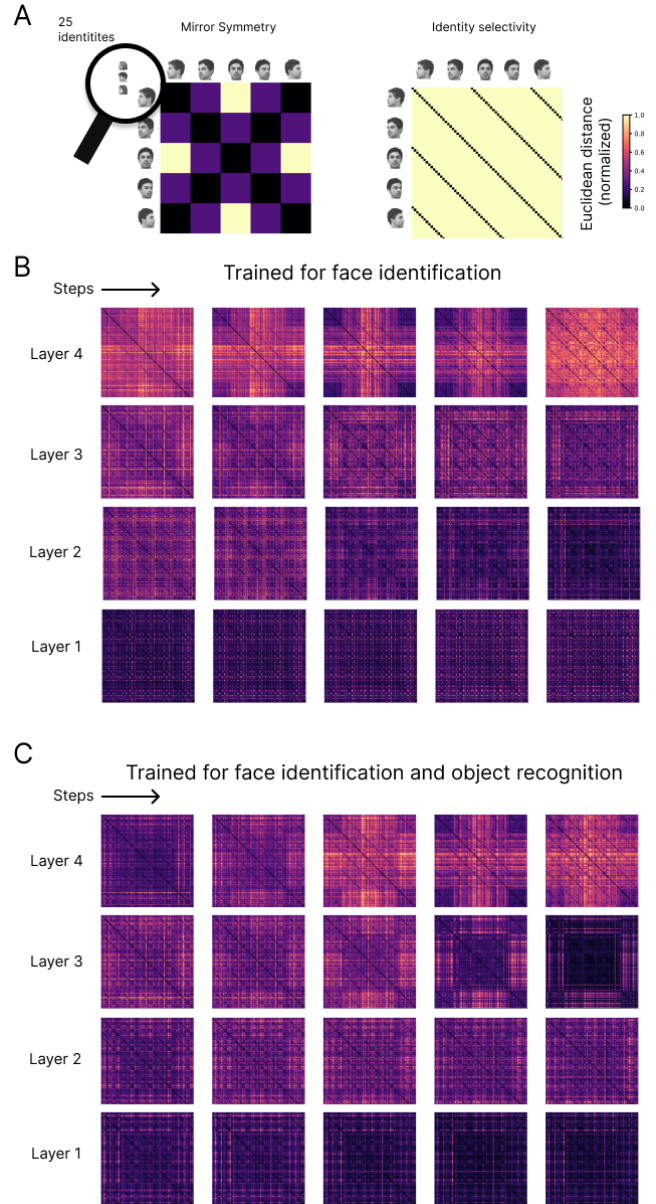 A
25
identitites
Mirror Symmetry
Identity selectivity
1.0
0.8
0.6
0.4
0.2
0.0
Euclidean distance
(normalized)
B
Trained for face identification
Steps
Layer 4
Layer 3
Layer 2
Layer 1
C
Trained for face identification and object recognition
Steps
Layer 4
Layer 3
Layer 2
Layer 1